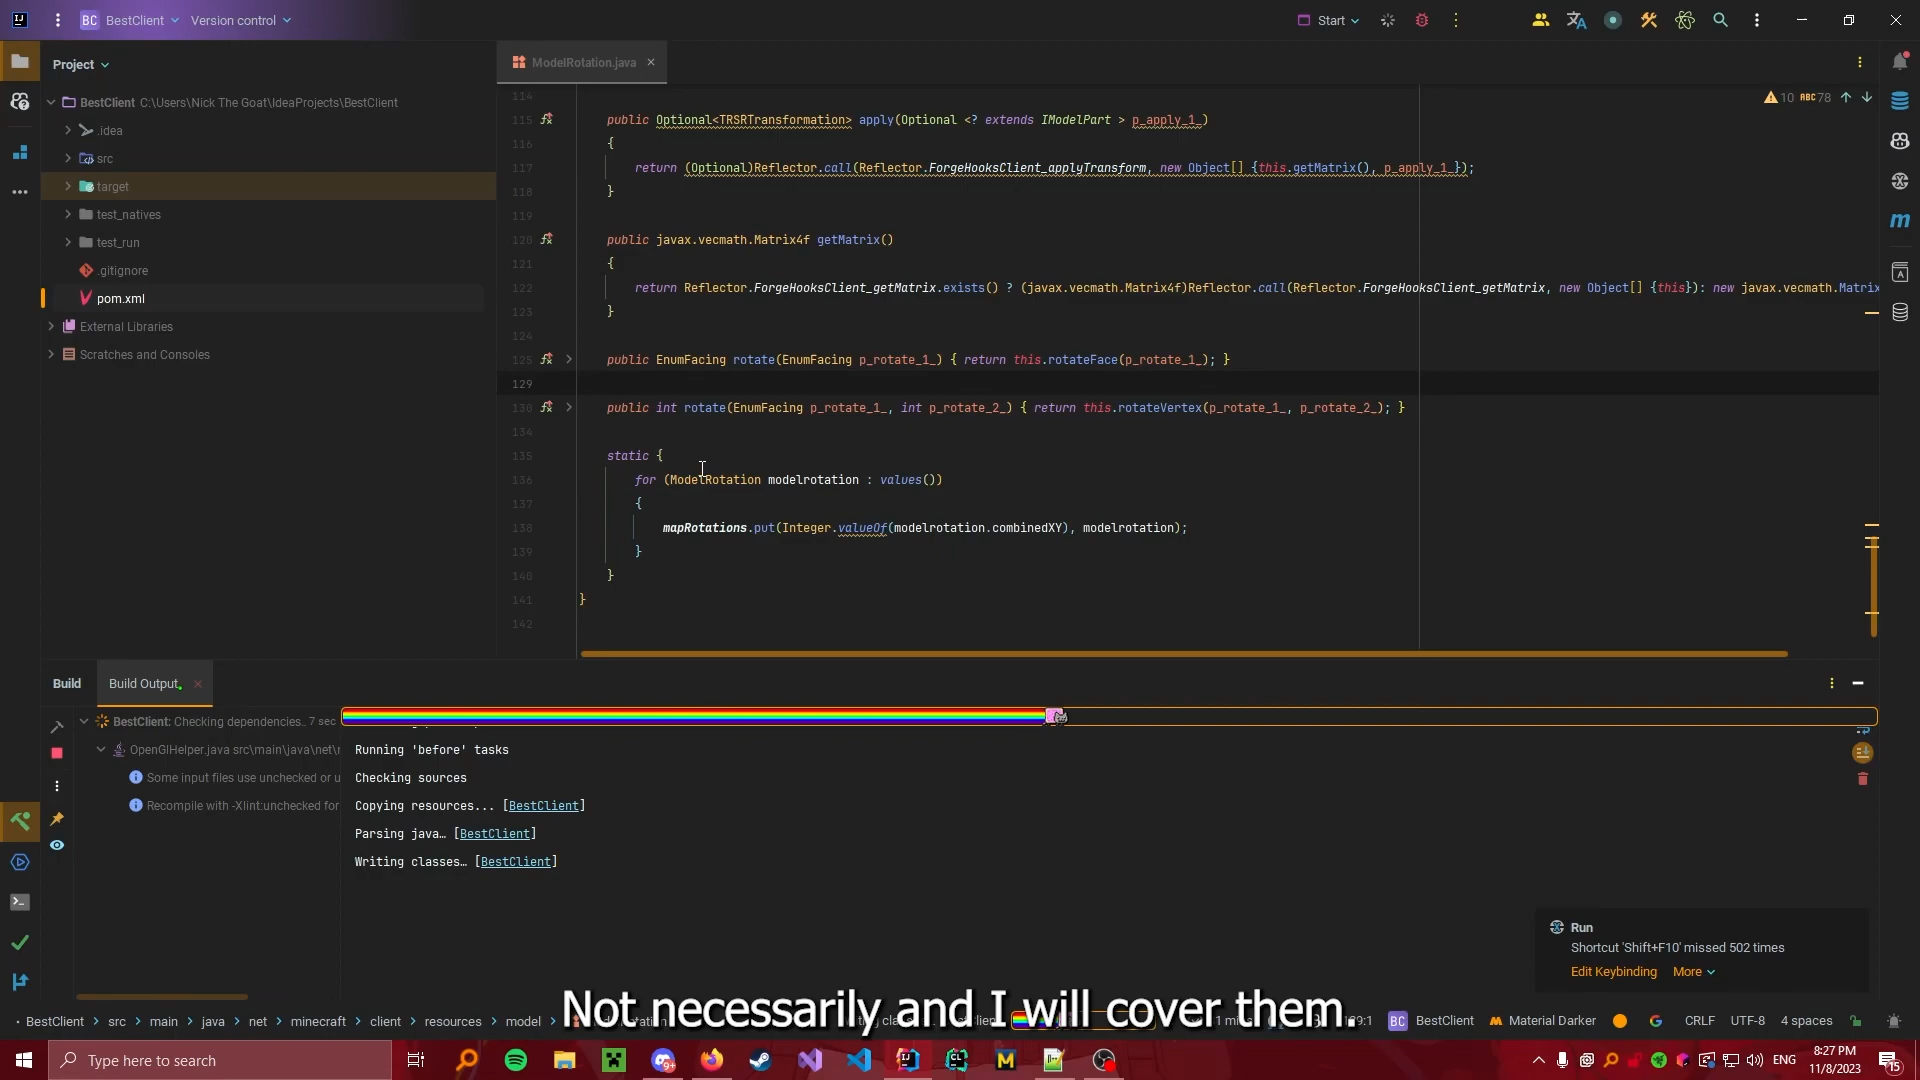 BC BestClient Version control
Start
Project
ModelRotation.java
BestClient C:\Users\Nick The Goat\IdeaProjects\BestClient
.idea
src
target
test_natives
test_run
.gitignore
pom.xml
External Libraries
Scratches and Consoles
10 ABC 78
114
115 public Optional<TRSRTransformation> apply(Optional <? extends IModelPart > p_apply_1_)
116 {
117 return (Optional)Reflector.call(Reflector.ForgeHooksClient_applyTransform, new Object[] {this.getMatrix(), p_apply_1_});
118 }
119
120 public javax.vecmath.Matrix4f getMatrix()
121 {
122 return Reflector.ForgeHooksClient_getMatrix.exists() ? (javax.vecmath.Matrix4f)Reflector.call(Reflector.ForgeHooksClient_getMatrix, new Object[] {this}): new javax.vecmath.Matrix
123 }
124
125 public EnumFacing rotate(EnumFacing p_rotate_1_) { return this.rotateFace(p_rotate_1_); }
129
130 public int rotate(EnumFacing p_rotate_1_, int p_rotate_2_) { return this.rotateVertex(p_rotate_1_, p_rotate_2_); }
134
135 static {
136 for (ModelRotation modelrotation : values())
137 {
138 mapRotations.put(Integer.valueOf(modelrotation.combinedXY), modelrotation);
139 }
140 }
141 }
142
Build Build Output
BestClient: Checking dependencies.. 7 sec
OpenGlHelper.java src\main\java\net\
Some input files use unchecked or u
Recompile with -Xlint:unchecked for
Running 'before' tasks
Checking sources
Copying resources... [BestClient]
Parsing java… [BestClient]
Writing classes… [BestClient]
Run
Shortcut 'Shift+F10' missed 502 times
Edit Keybinding More
Not necessarily and I will cover them.
BestClient > src > main > java > net > minecraft > client > resources > model >
BC BestClient Material Darker CRLF UTF-8 4 spaces
Type here to search
ENG
8:27 PM
11/8/2023
15